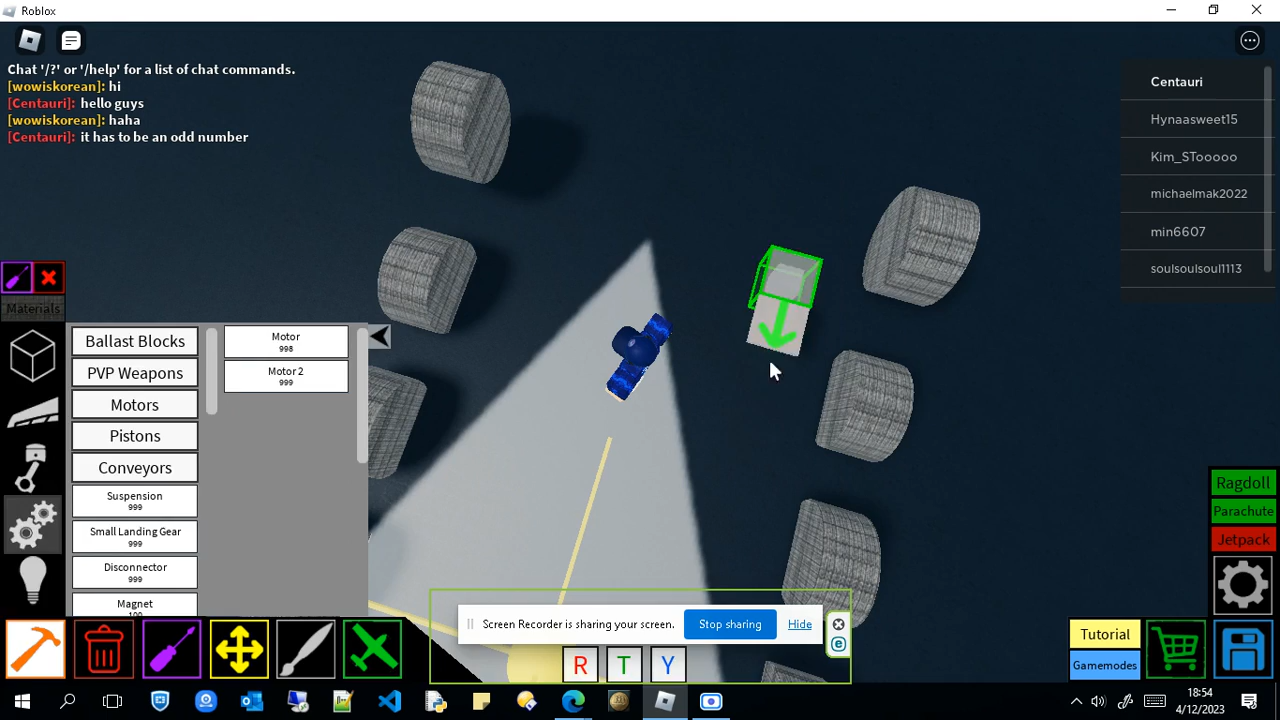 Roblox
Chat '/?' or '/help' for a list of chat commands.
[wowiskorean]: hi
[Centauri]: hello guys
[wowiskorean]: haha
[Centauri]: it has to be an odd number
Centauri
Hynaasweet15
Kim_STooooo
michaelmak2022
min6607
soulsoulsoul1113
Materials
Ballast Blocks
PVP Weapons
Motors
Pistons
Conveyors
Suspension
999
Small Landing Gear
999
Disconnector
999
Magnet
100
Motor
998
Motor 2
999
Ragdoll
Parachute
Jetpack
Screen Recorder is sharing your screen.
Stop sharing
Hide
R T Y
Tutorial
Gamemodes
18:54
4/12/2023